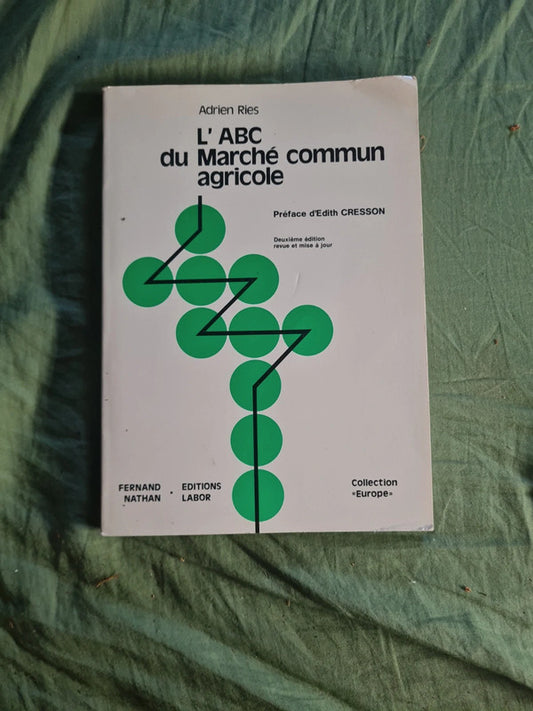 Adrien Ries
L' ABC
du Marché commun
agricole
Préface d'Edith CRESSON
Deuxième édition
revue et mise à jour
FERNAND
NATHAN
• EDITIONS
LABOR
Collection
"Europe"